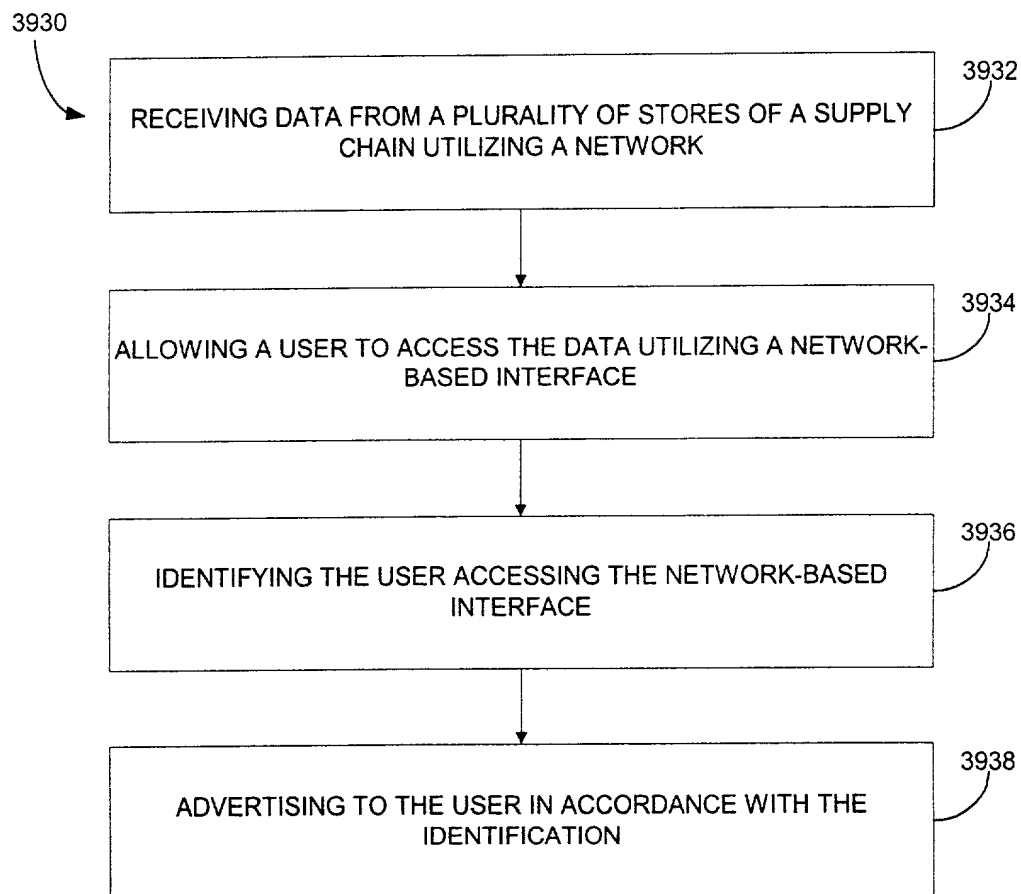 3930
3932
RECEIVING DATA FROM A PLURALITY OF STORES OF A SUPPLY
CHAIN UTILIZING A NETWORK
3934
ALLOWING A USER TO ACCESS THE DATA UTILIZING A NETWORK-
BASED INTERFACE
3936
IDENTIFYING THE USER ACCESSING THE NETWORK-BASED
INTERFACE
3938
ADVERTISING TO THE USER IN ACCORDANCE WITH THE
IDENTIFICATION